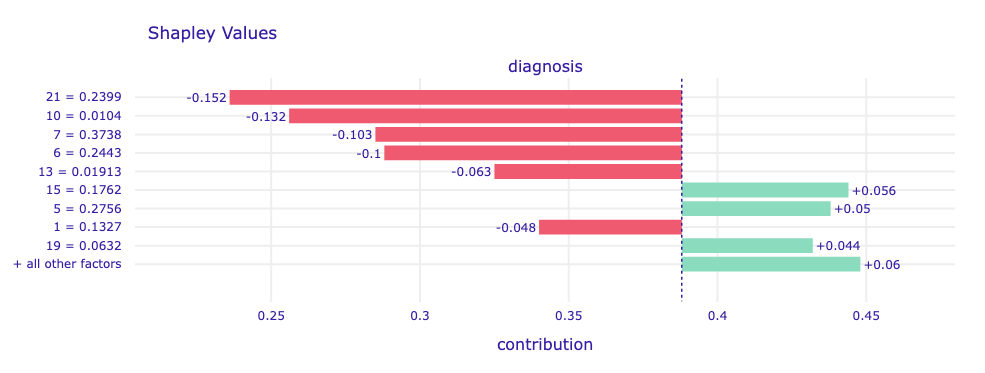 Shapley Values
diagnosis
21 = 0.2399
-0.152
10 = 0.0104
-0.132
7 = 0.3738
-0.103
6 = 0.2443
-0.1
13 = 0.01913
-0.063
15 = 0.1762
+0.056
5 = 0.2756
+0.05
1 = 0.1327
-0.048
19 = 0.0632
+0.044
+ all other factors
+0.06
0.25
0.3
0.35
0.4
0.45
contribution